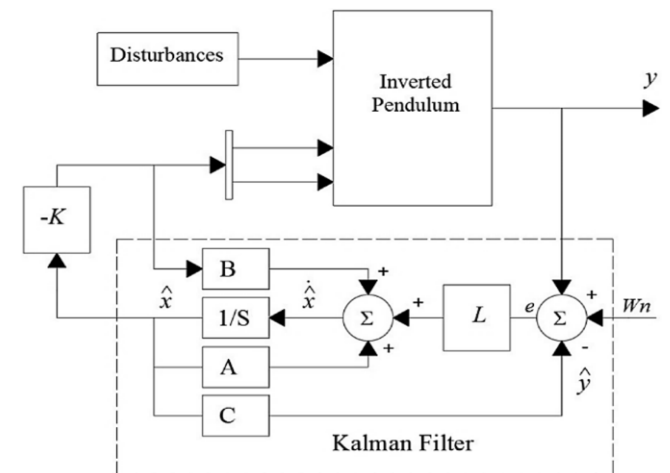 Disturbances
Inverted
Pendulum
y
-K
B
+
x̂
ẋ̂
+
e
+
Wn
1/S
Σ
L
Σ
A
+
-
ŷ
C
Kalman Filter